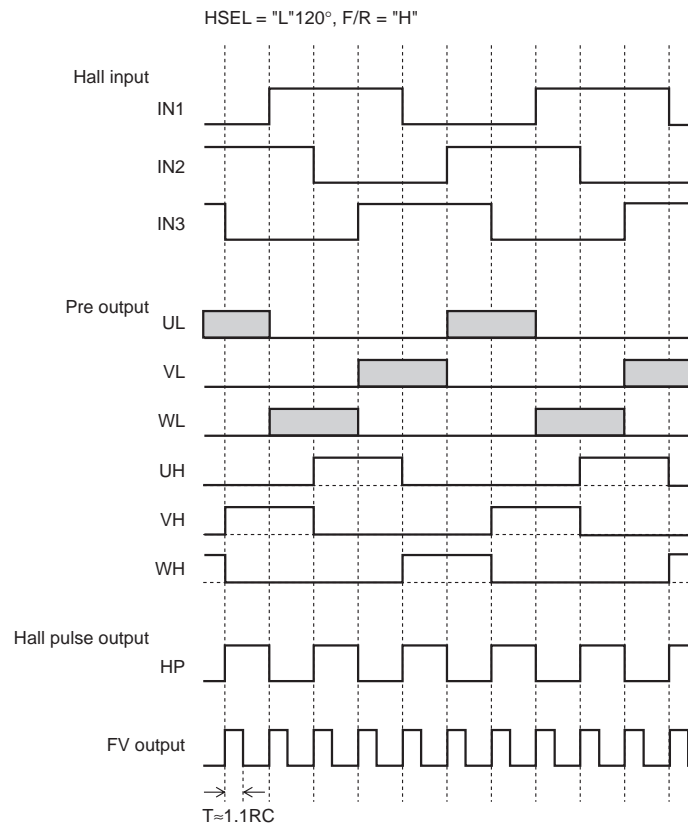 HSEL = "L"120°, F/R = "H"
Hall input
IN1
IN2
IN3
Pre output
UL
VL
WL
UH
VH
WH
Hall pulse output
HP
FV output
T≈1.1RC